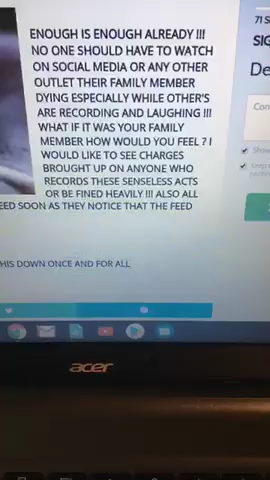 ENOUGH IS ENOUGH ALREADY !!!
NO ONE SHOULD HAVE TO WATCH
ON SOCIAL MEDIA OR ANY OTHER
OUTLET THEIR FAMILY MEMBER
DYING ESPECIALLY WHILE OTHER'S
ARE RECORDING AND LAUGHING !!!
WHAT IF IT WAS YOUR FAMILY
MEMBER HOW WOULD YOU FEEL ? I
WOULD LIKE TO SEE CHARGES
BROUGHT UP ON ANYONE WHO
RECORDS THESE SENSELESS ACTS
OR BE FINED HEAVILY !!! ALSO ALL
EED SOON AS THEY NOTICE THAT THE FEED
HIS DOWN ONCE AND FOR ALL
71 S
SIG
De
Com
acer